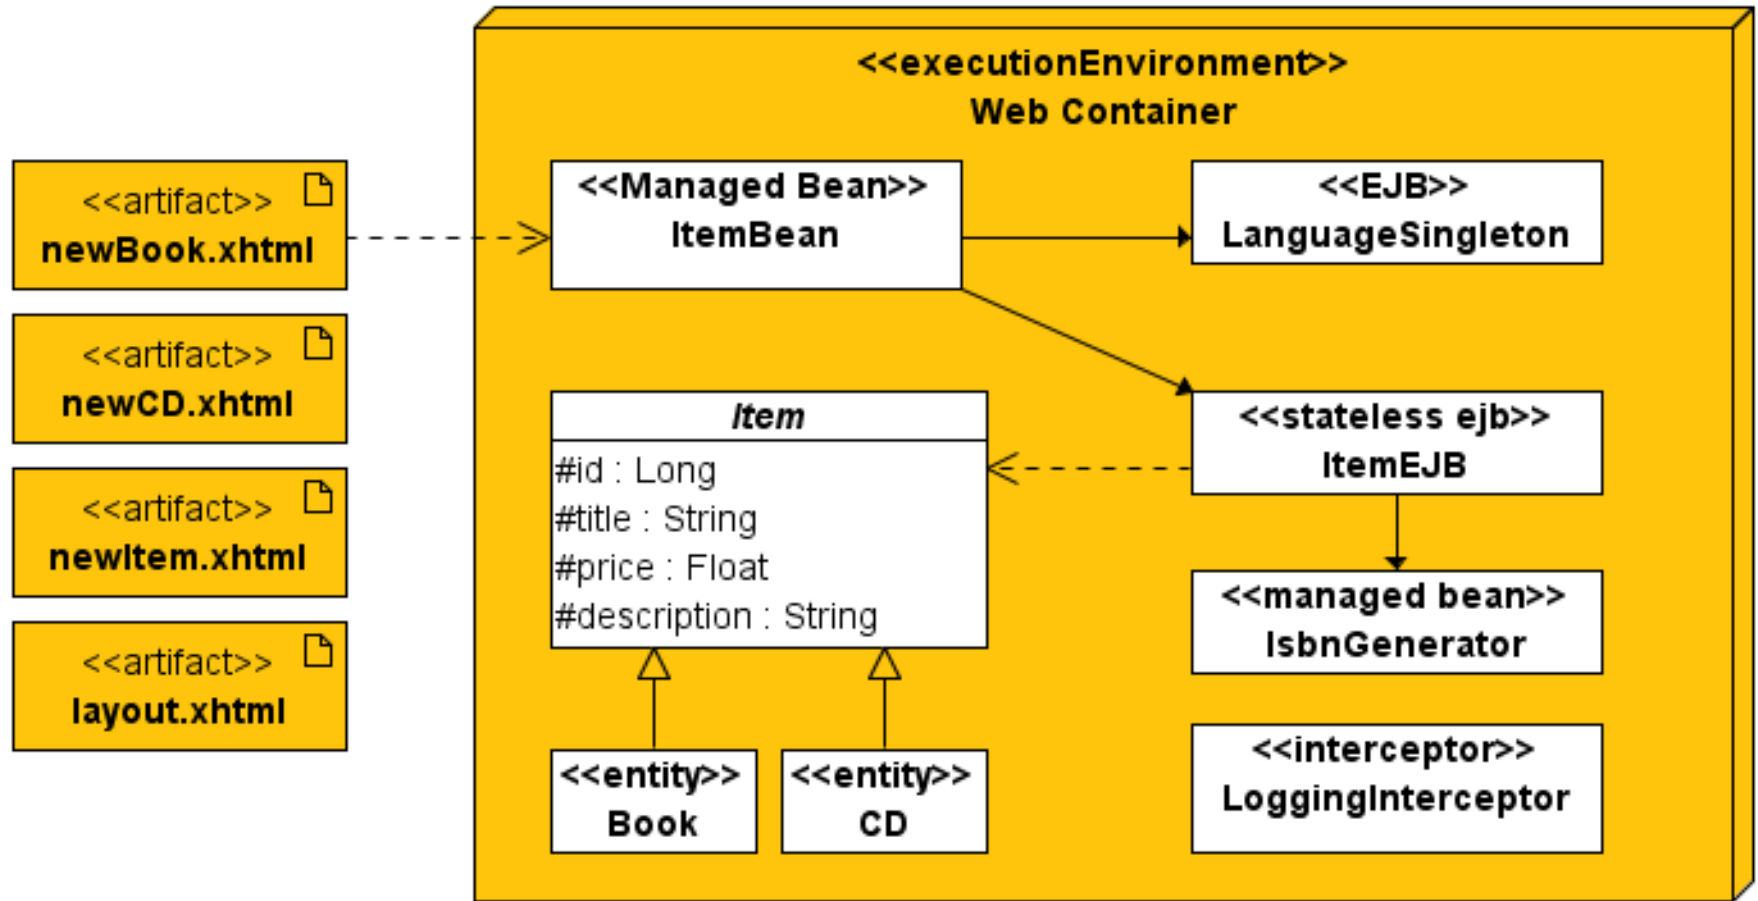 <<executionEnvironment>>
Web Container
<<artifact>>
newBook.xhtml
<<Managed Bean>>
ItemBean
<<EJB>>
LanguageSingleton
<<artifact>>
newCD.xhtml
<<artifact>>
newItem.xhtml
<<artifact>>
layout.xhtml
Item
#id : Long
#title : String
#price : Float
#description : String
<<stateless ejb>>
ItemEJB
<<managed bean>>
IsbnGenerator
<<entity>>
Book
<<entity>>
CD
<<interceptor>>
LoggingInterceptor